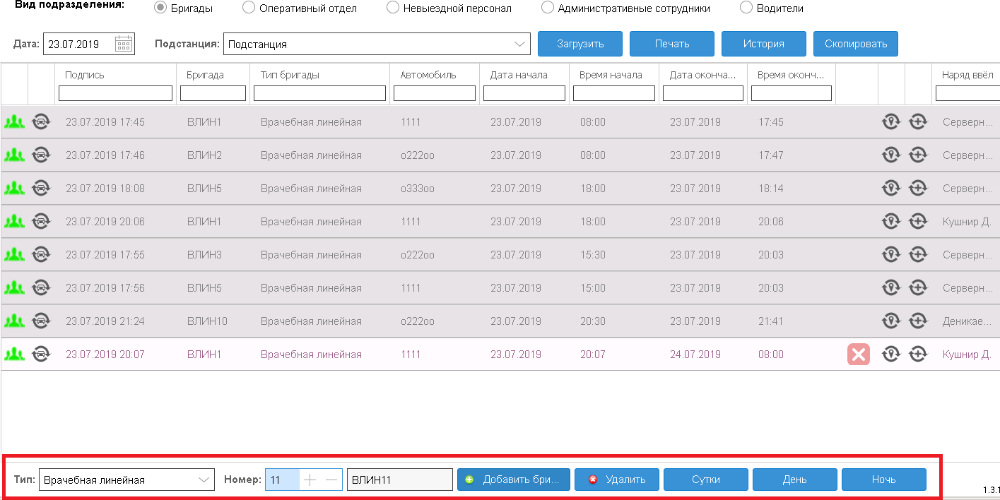 Вид подразделения: Бригады Оперативный отдел Невыездной персонал Административные сотрудники Водители
Дата: 23.07.2019 Подстанция: Подстанция Загрузить Печать История Скопировать
Подпись Бригада Тип бригады Автомобиль Дата начала Время начала Дата оконча... Время оконч... Наряд ввёл
23.07.2019 17:45 ВЛИН1 Врачебная линейная 1111 23.07.2019 08:00 23.07.2019 17:45 Серверн...
23.07.2019 17:46 ВЛИН2 Врачебная линейная о222оо 23.07.2019 08:00 23.07.2019 17:47 Серверн...
23.07.2019 18:08 ВЛИН5 Врачебная линейная о333оо 23.07.2019 18:00 23.07.2019 18:14 Серверн...
23.07.2019 20:06 ВЛИН1 Врачебная линейная 1111 23.07.2019 18:00 23.07.2019 20:06 Кушнир Д.
23.07.2019 17:55 ВЛИН3 Врачебная линейная о222оо 23.07.2019 15:30 23.07.2019 20:03 Серверн...
23.07.2019 17:56 ВЛИН5 Врачебная линейная 1111 23.07.2019 15:00 23.07.2019 20:03 Серверн...
23.07.2019 21:24 ВЛИН10 Врачебная линейная о222оо 23.07.2019 20:30 23.07.2019 21:41 Деникае...
23.07.2019 20:07 ВЛИН1 Врачебная линейная 1111 23.07.2019 20:07 24.07.2019 08:00 Кушнир Д.
Тип: Врачебная линейная Номер: 11 ВЛИН11 Добавить бри... Удалить Сутки День Ночь
1.3.1